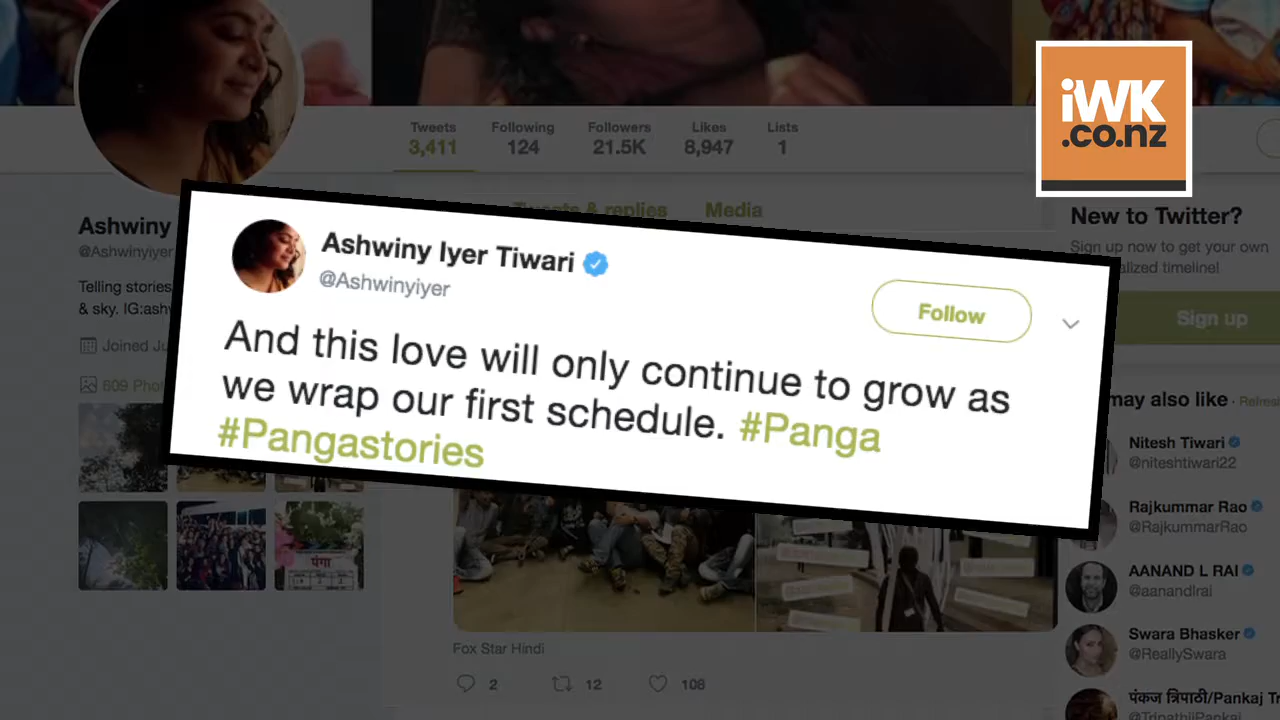 iWK
.co.nz
Tweets Following Followers Likes Lists
3,411 124 21.5K 8,947 1
Tweets & replies Media
Ashwiny
@Ashwinyiyer
Telling stories
& sky.
Joined
609
Ashwiny Iyer Tiwari
@Ashwinyiyer
Follow
And this love will only continue to grow as
we wrap our first schedule. #Panga
#Pangastories
पंगा
Fox Star Hindi
2 12 108
New to Twitter?
Sign up now to get your own
timeline!
Sign up
may also like ·
Nitesh Tiwari
@niteshtiwari22
Rajkummar Rao
@RajkummarRao
AANAND L RAI
@aanandlrai
Swara Bhasker
@ReallySwara
पंकज त्रिपाठी/Pankaj